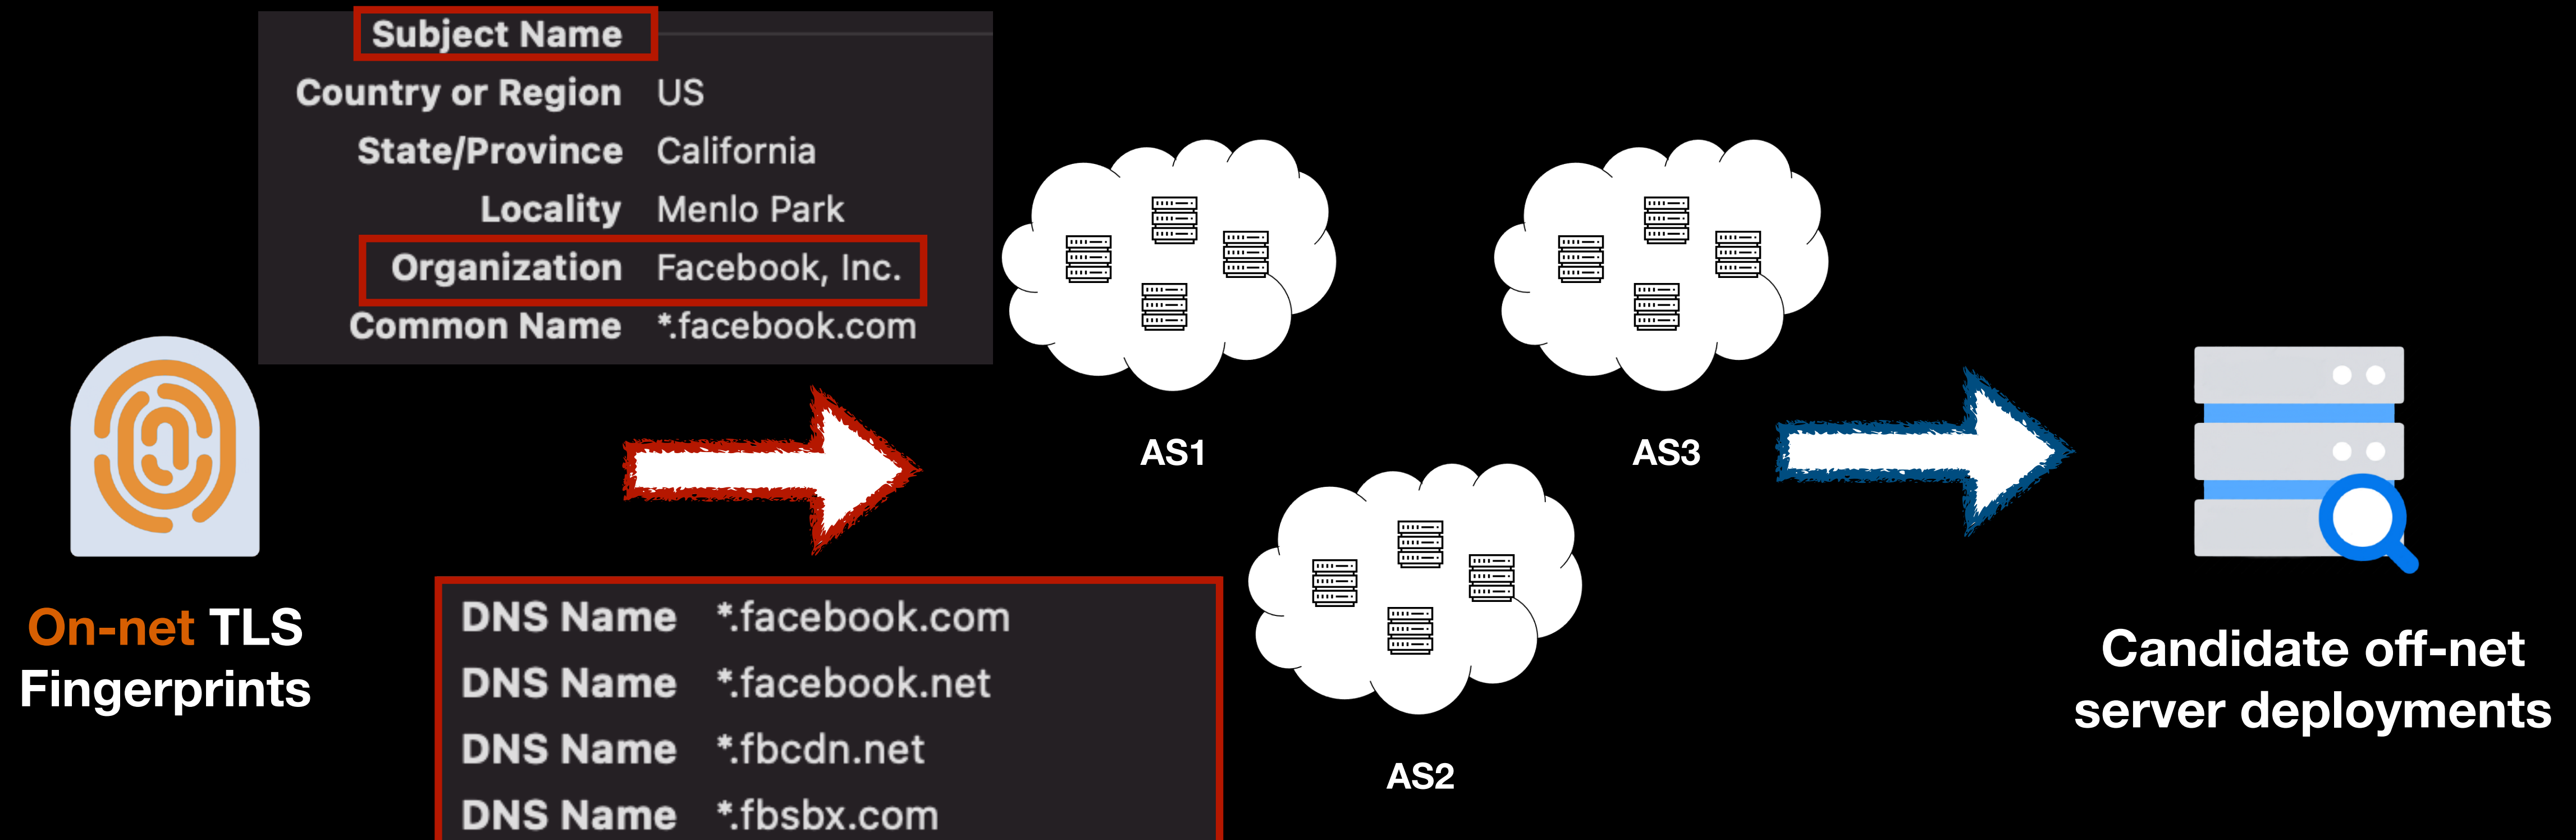 Subject Name
Country or Region US
State/Province California
Locality Menlo Park
Organization Facebook, Inc.
Common Name *.facebook.com
On-net TLS
Fingerprints
DNS Name *.facebook.com
DNS Name *.facebook.net
DNS Name *.fbcdn.net
DNS Name *.fbsbx.com
AS1
AS3
AS2
Candidate off-net
server deployments